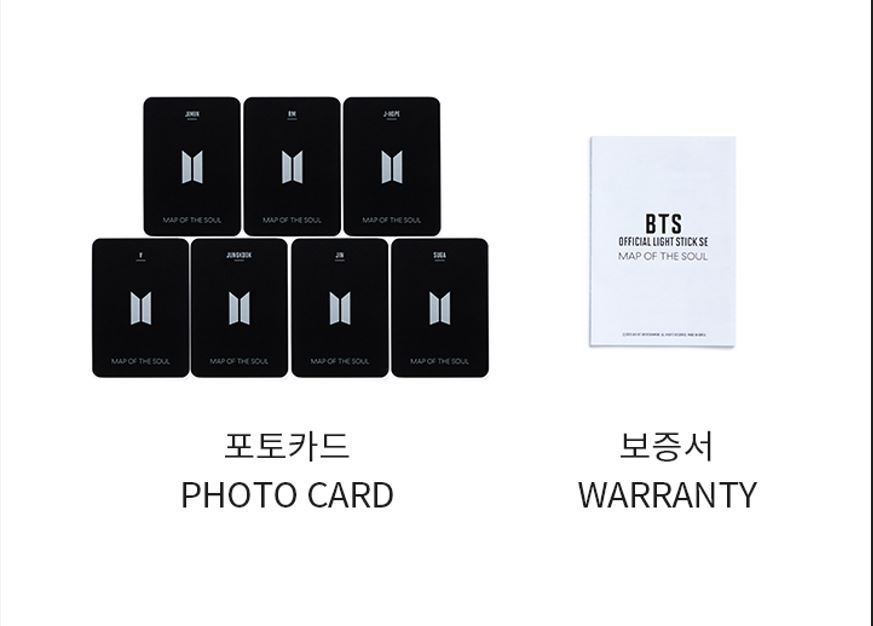 JIMIN
RM
J-HOPE
MAP OF THE SOUL
MAP OF THE SOUL
MAP OF THE SOUL
V
JUNGKOOK
JIN
SUGA
MAP OF THE SOUL
MAP OF THE SOUL
MAP OF THE SOUL
MAP OF THE SOUL
BTS
OFFICIAL LIGHT STICK SE
MAP OF THE SOUL
포토카드
PHOTO CARD
보증서
WARRANTY